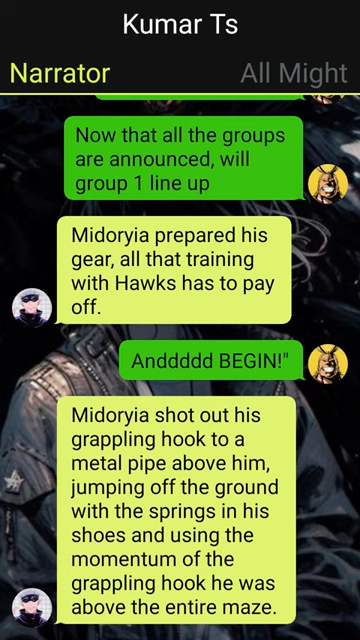 Kumar Ts
Narrator
All Might
Now that all the groups
are announced, will
group 1 line up
Midoryia prepared his
gear, all that training
with Hawks has to pay
off.
Anddddd BEGIN!"
Midoryia shot out his
grappling hook to a
metal pipe above him,
jumping off the ground
with the springs in his
shoes and using the
momentum of the
grappling hook he was
above the entire maze.